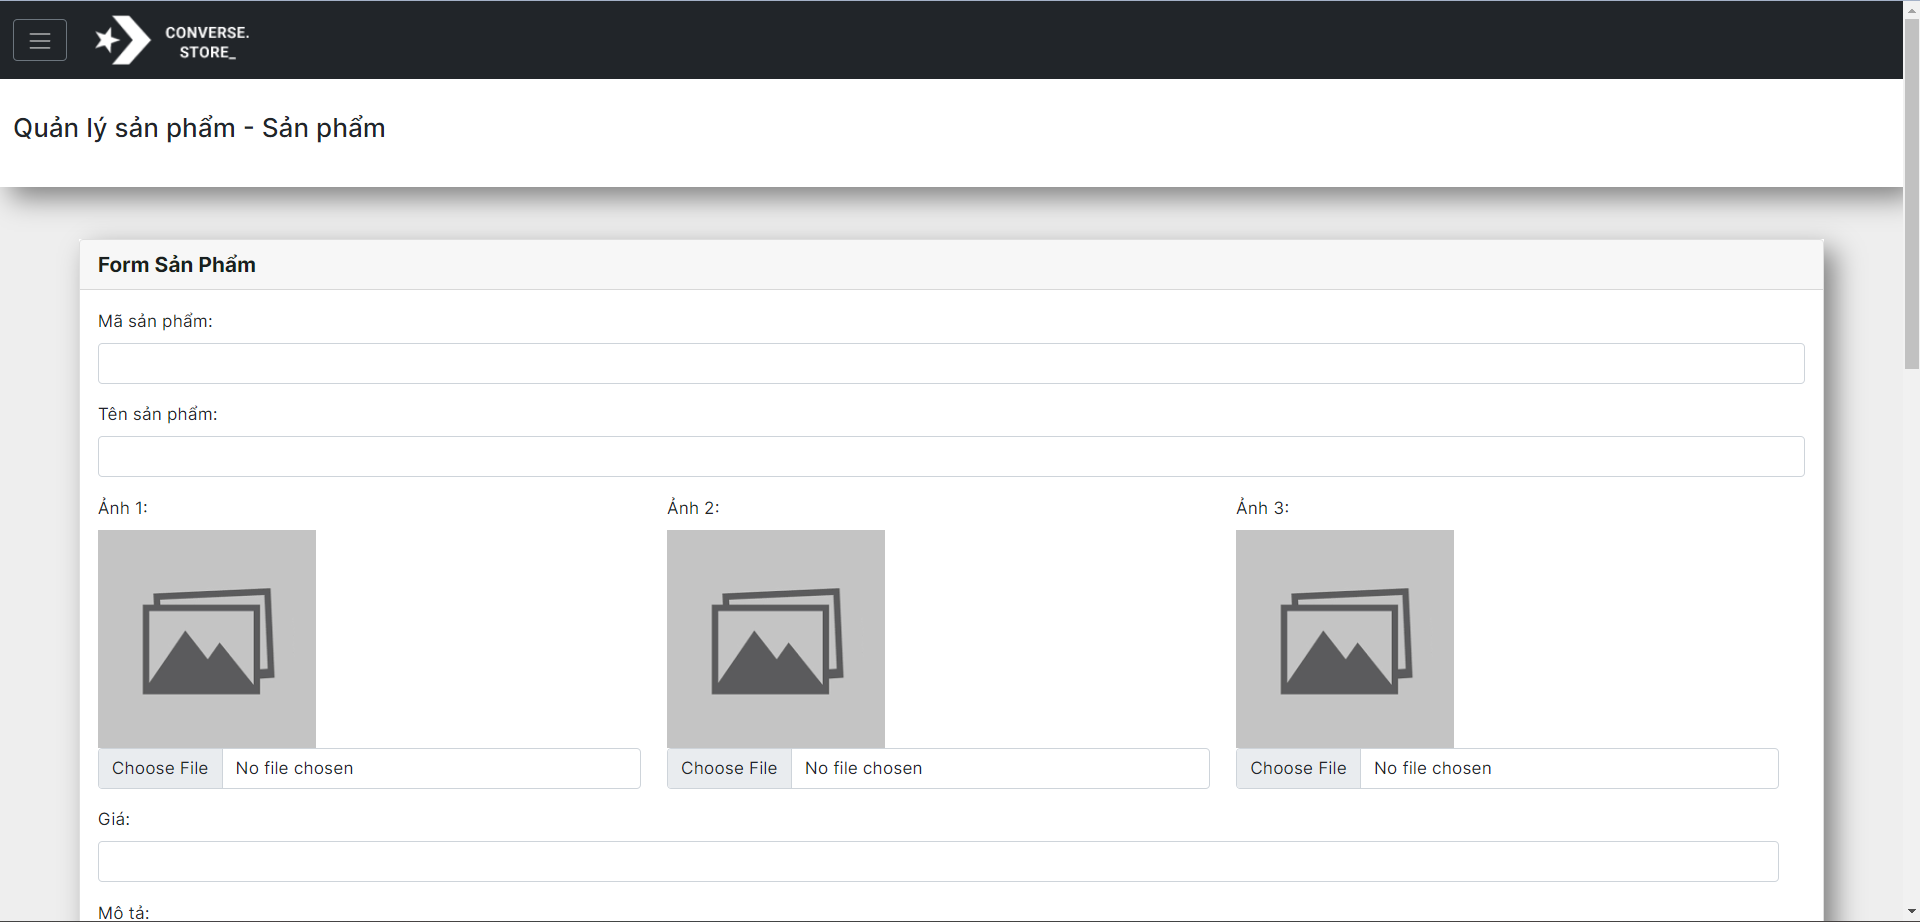 CONVERSE.
STORE_
Quản lý sản phẩm - Sản phẩm
Form Sản Phẩm
Mã sản phẩm:
Tên sản phẩm:
Ảnh 1:
Ảnh 2:
Ảnh 3:
Choose File No file chosen
Choose File No file chosen
Choose File No file chosen
Giá:
Mô tả: